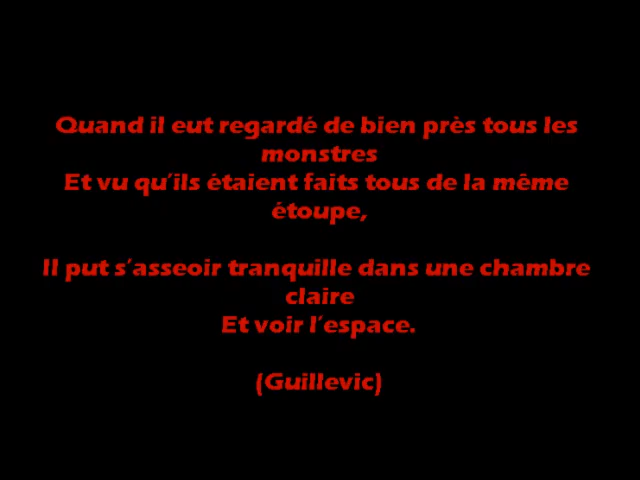 Quand il eut regardé de bien près tous les
monstres
Et vu qu'ils étaient faits tous de la même
étoupe,
Il put s'asseoir tranquille dans une chambre
claire
Et voir l'espace.
(Guillevic)